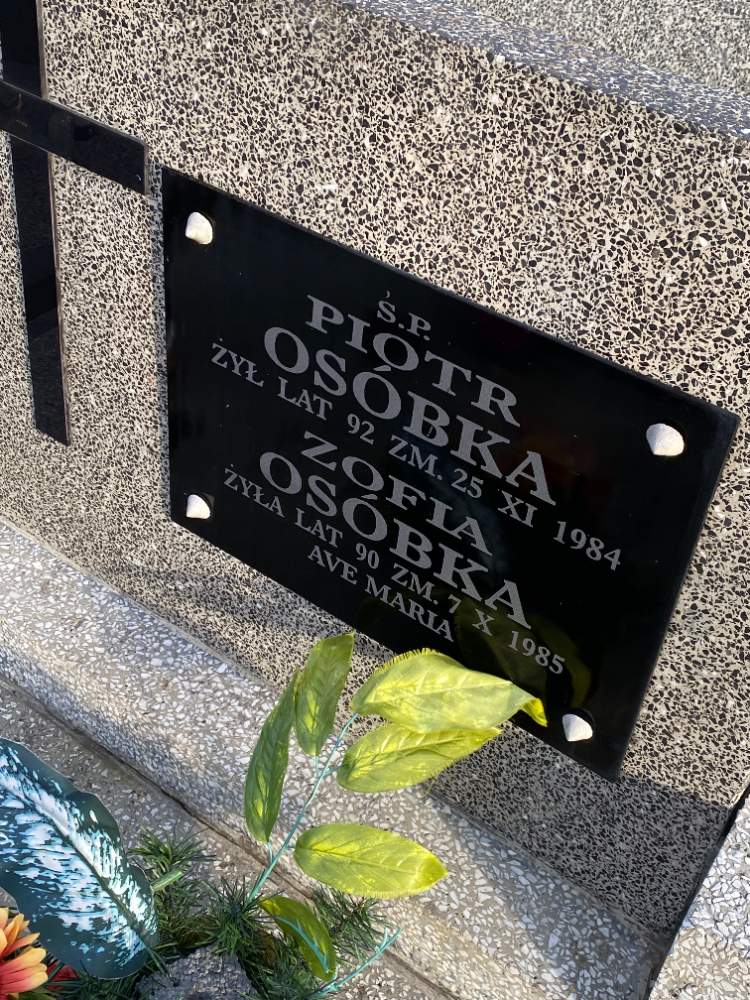 Ś.P.
PIOTR
OSÓBKA
ŻYŁ LAT 92 ZM. 25 XI 1984
ZOFIA
OSÓBKA
ŻYŁA LAT 90 ZM. 7 X 1985
AVE MARIA